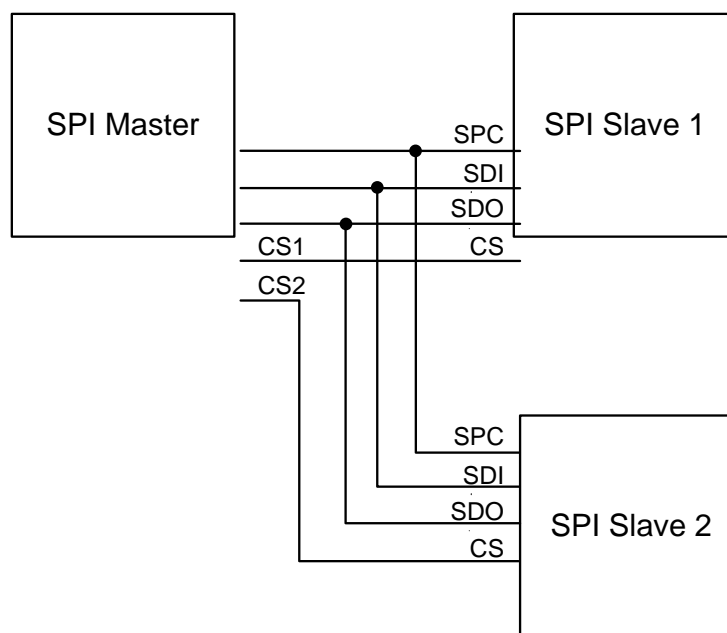 SPI Master
SPI Slave 1
SPC
SDI
SDO
CS1
CS
CS2
SPC
SDI
SDO
CS
SPI Slave 2